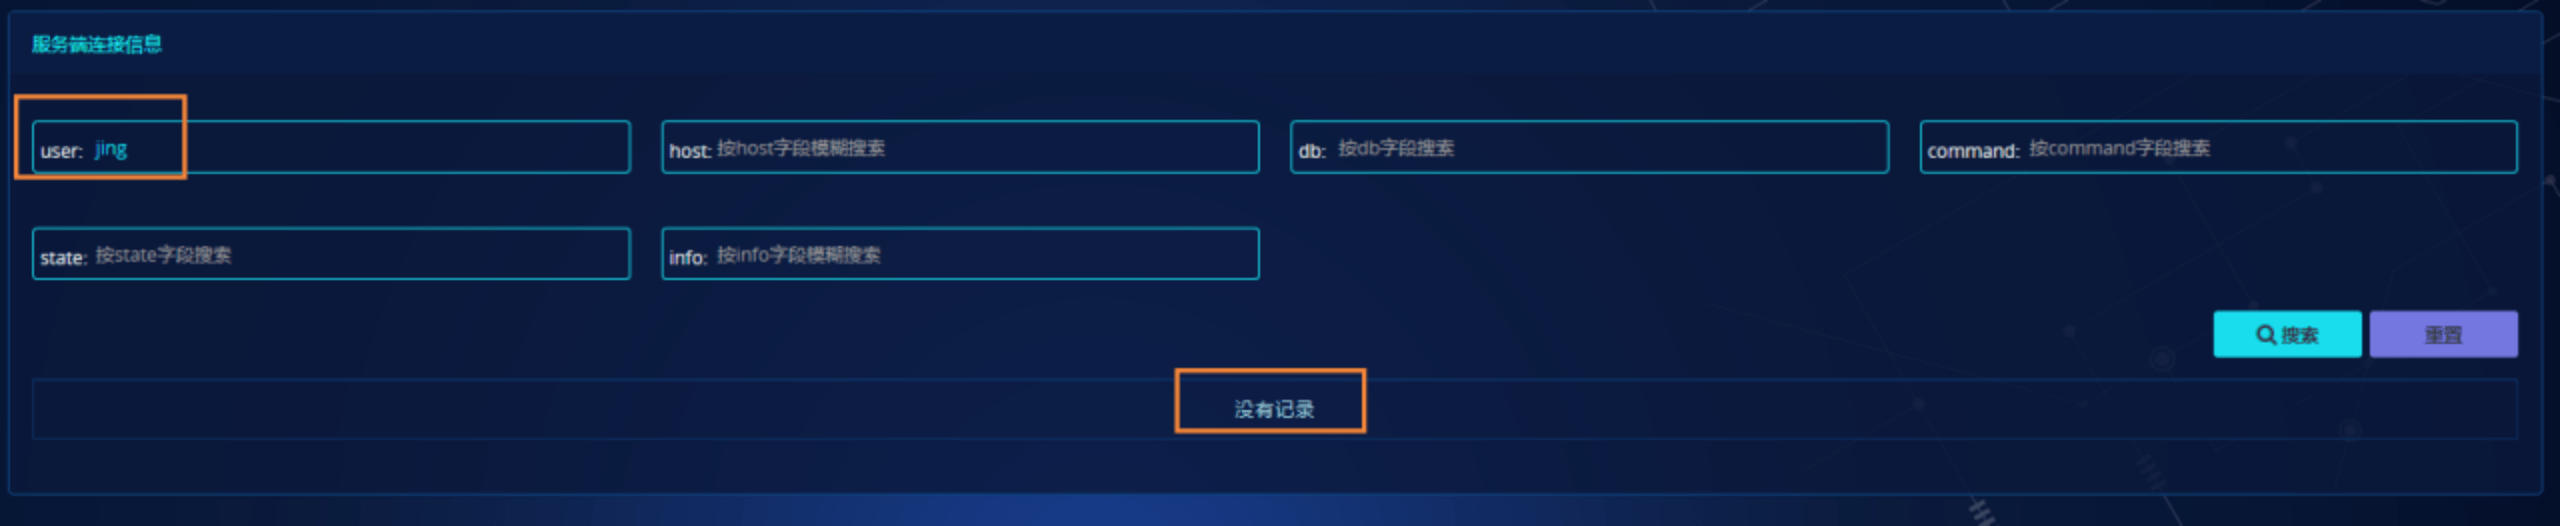 服务端连接信息
user: jing
host: 按host字段模糊搜索
db: 按db字段搜索
command: 按command字段搜索
state: 按state字段搜索
info: 按info字段模糊搜索
搜索
重置
没有记录